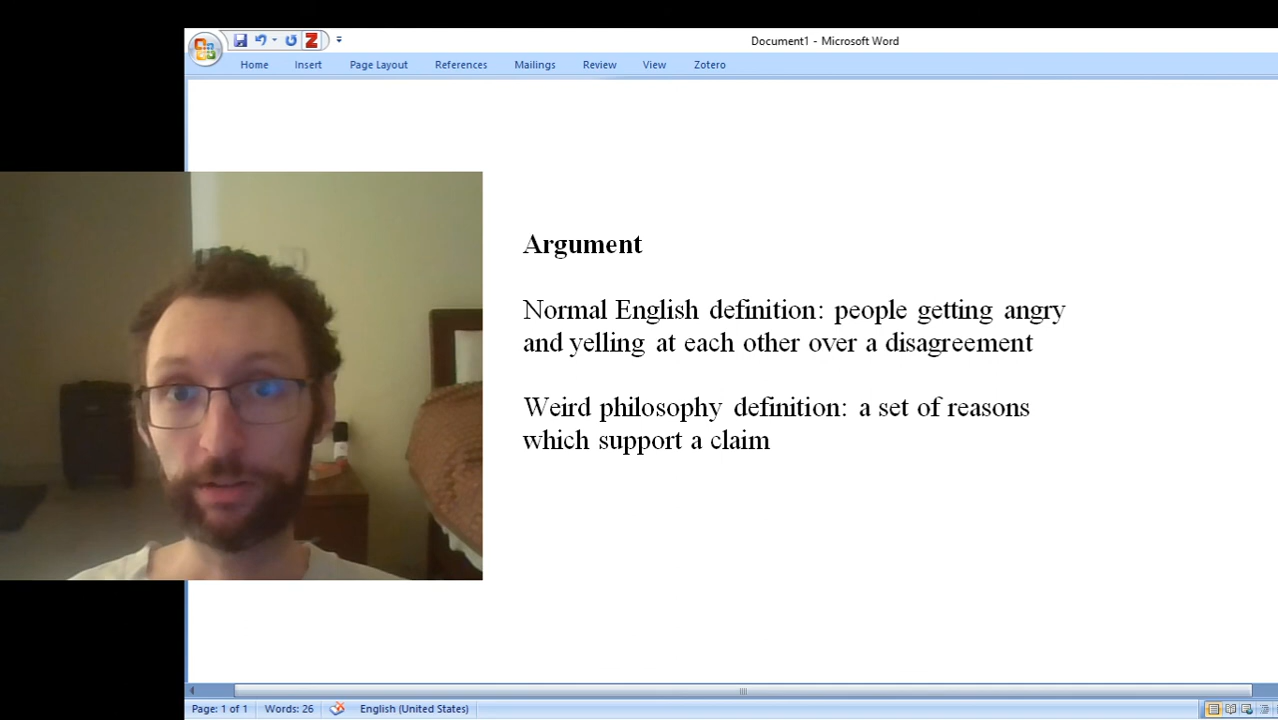 Document1 - Microsoft Word
Home Insert Page Layout References Mailings Review View Zotero
Argument
Normal English definition: people getting angry
and yelling at each other over a disagreement
Weird philosophy definition: a set of reasons
which support a claim
Page: 1 of 1 Words: 26 English (United States)